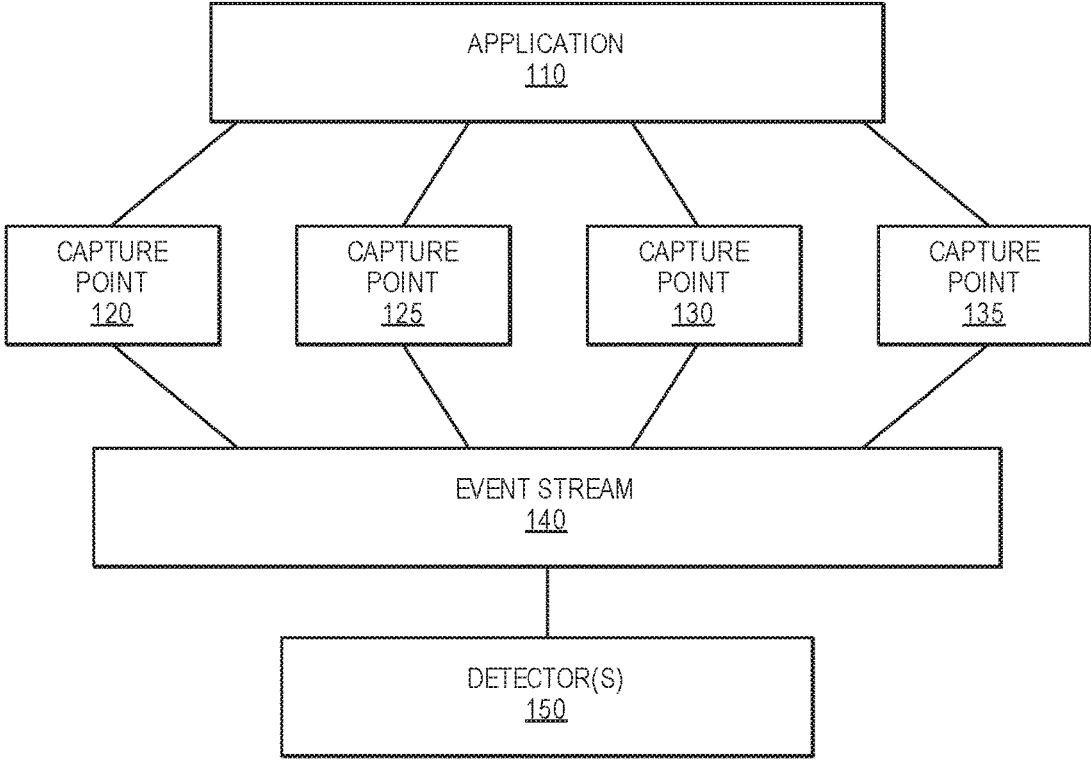 APPLICATION
110
CAPTURE
POINT
120
CAPTURE
POINT
125
CAPTURE
POINT
130
CAPTURE
POINT
135
EVENT STREAM
140
DETECTOR(S)
150